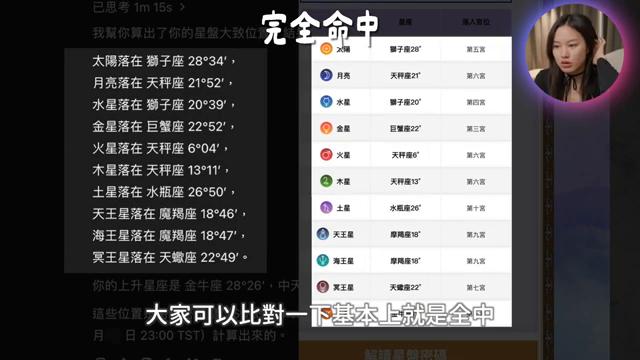 已思考 1m 15s >
完全命中
我幫你算出了你的星盤大致位置
太陽落在 獅子座 28°34′，
月亮落在 天秤座 21°52′，
水星落在 獅子座 20°39′，
金星落在 巨蟹座 22°52′，
火星落在 天秤座 6°04′，
木星落在 天秤座 13°11′，
土星落在 水瓶座 26°50′，
天王星落在 魔羯座 18°46′，
海王星落在 魔羯座 18°47′，
冥王星落在 天蠍座 22°49′。
你的上升星座是 金牛座 28°26′，中天
這些位置
月 日 23:00 TST）計算出來的。
星座 落入宮位
太陽 獅子座28° 第五宮
月亮 天秤座21° 第六宮
水星 獅子座20° 第四宮
金星 巨蟹座22° 第三宮
火星 天秤座6° 第六宮
木星 天秤座13° 第六宮
土星 水瓶座26° 第十宮
天王星 摩羯座18° 第九宮
海王星 摩羯座18° 第九宮
冥王星 天蠍座22° 第七宮
大家可以比對一下基本上就是全中
解讀星盤密碼